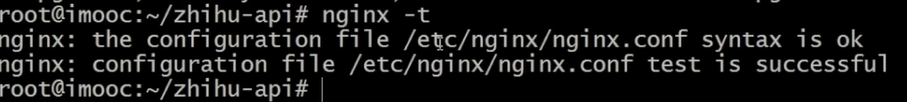 root@imooc:~/zhihu-api# nginx -t
nginx: the configuration file /etc/nginx/nginx.conf syntax is ok
nginx: configuration file /etc/nginx/nginx.conf test is successful
root@imooc:~/zhihu-api#